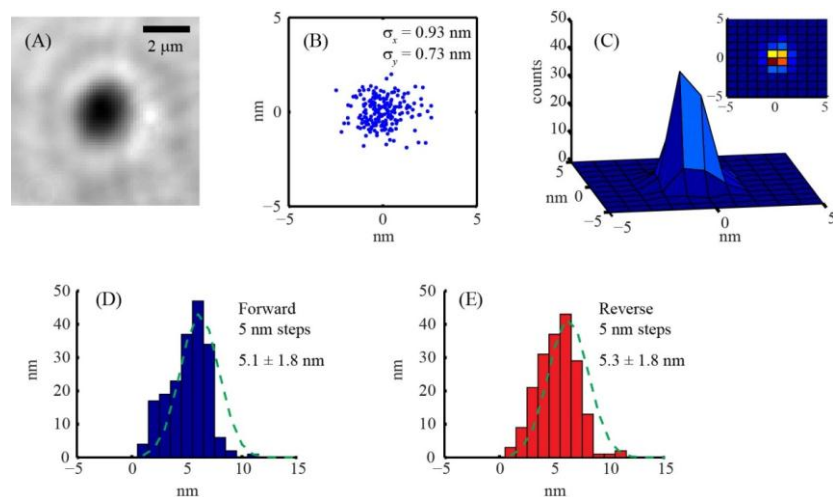 (A)
2 μm
(B)
σx = 0.93 nm
σy = 0.73 nm
nm
5
0
−5
−5 0 5
nm
(C)
counts
50
40
30
20
10
0
5
nm 0
−5
−5 0 5
nm
5
0
−5
−5 0 5
(D)
Forward
5 nm steps
5.1 ± 1.8 nm
nm
50
40
30
20
10
0
−5 0 5 10 15
nm
(E)
Reverse
5 nm steps
5.3 ± 1.8 nm
nm
50
40
30
20
10
0
−5 0 5 10 15
nm